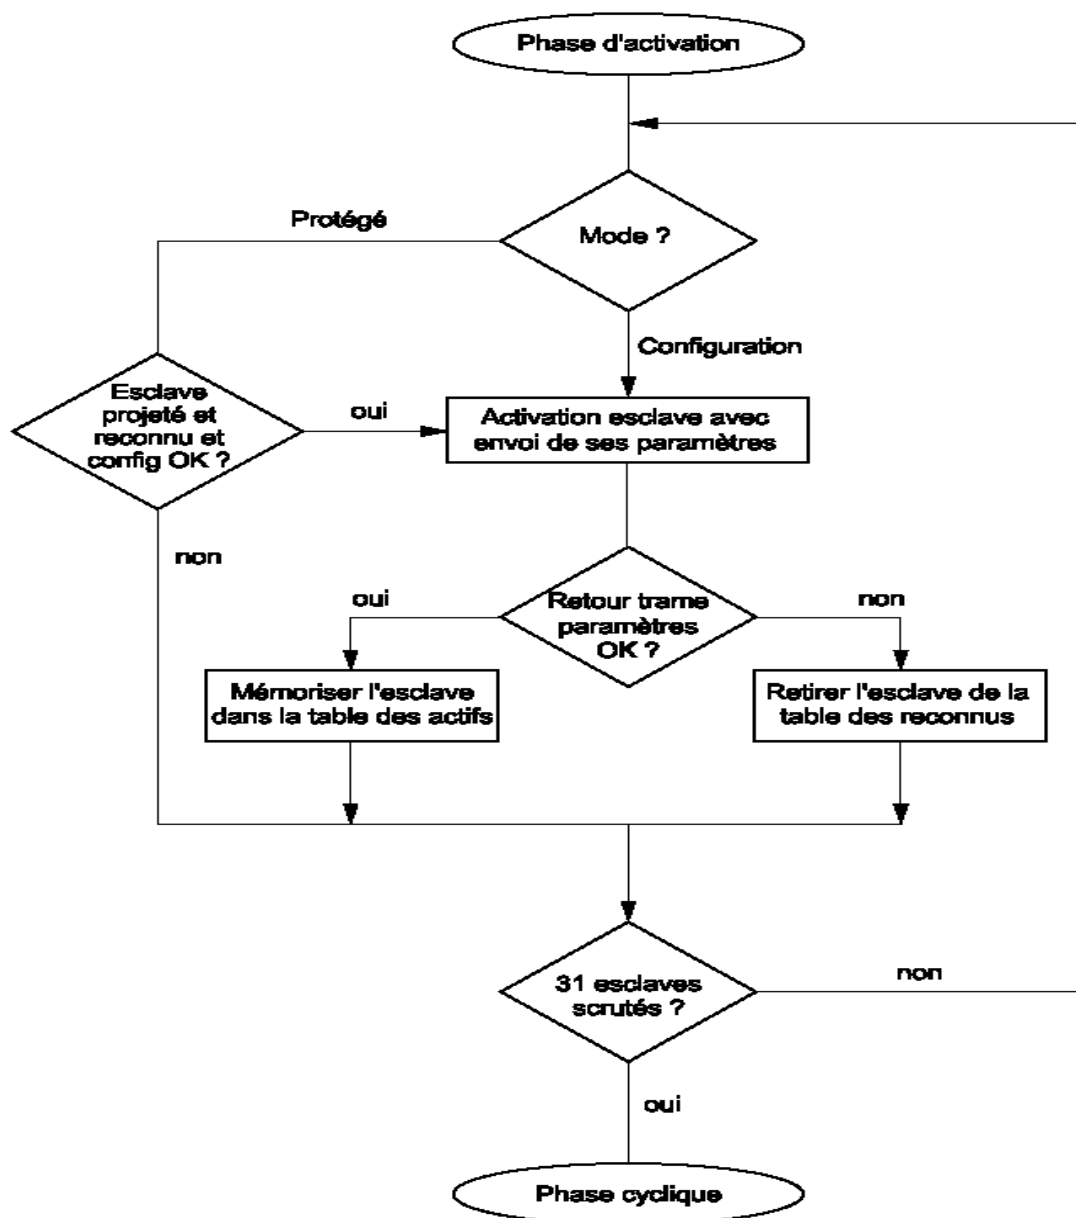 Phase d'activation
Protégé
Mode ?
Configuration
Esclave
projeté et
reconnu et
config OK ?
oui
Activation esclave avec
envoi de ses paramètres
non
oui
Retour trame
paramètres
OK ?
non
Mémoriser l'esclave
dans la table des actifs
Retirer l'esclave de la
table des reconnus
31 esclaves
scrutés ?
non
oui
Phase cyclique